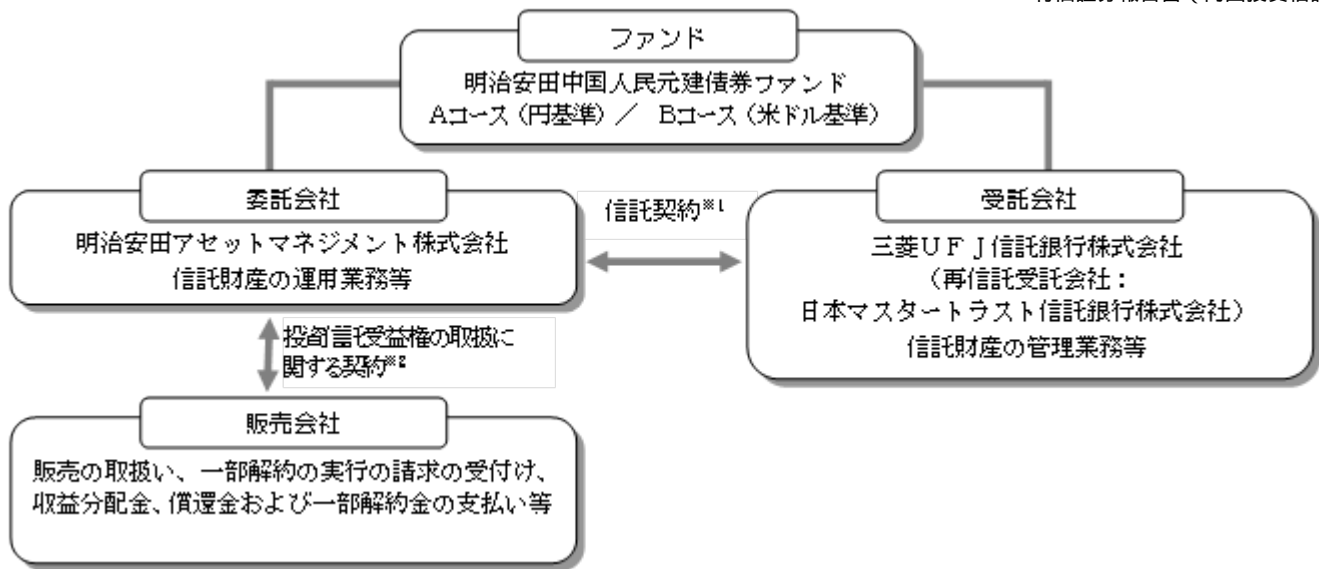 ファンド
明治安田中国人民元建債券ファンド
Aコース（円基準）／　Bコース（米ドル基準）
委託会社
明治安田アセットマネジメント株式会社
信託財産の運用業務等
信託契約※1
受託会社
三菱ＵＦＪ信託銀行株式会社
（再信託受託会社：
日本マスタートラスト信託銀行株式会社）
信託財産の管理業務等
投資信託受益権の取扱に
関する契約※2
販売会社
販売の取扱い、一部解約の実行の請求の受付け、
収益分配金、償還金および一部解約金の支払い等